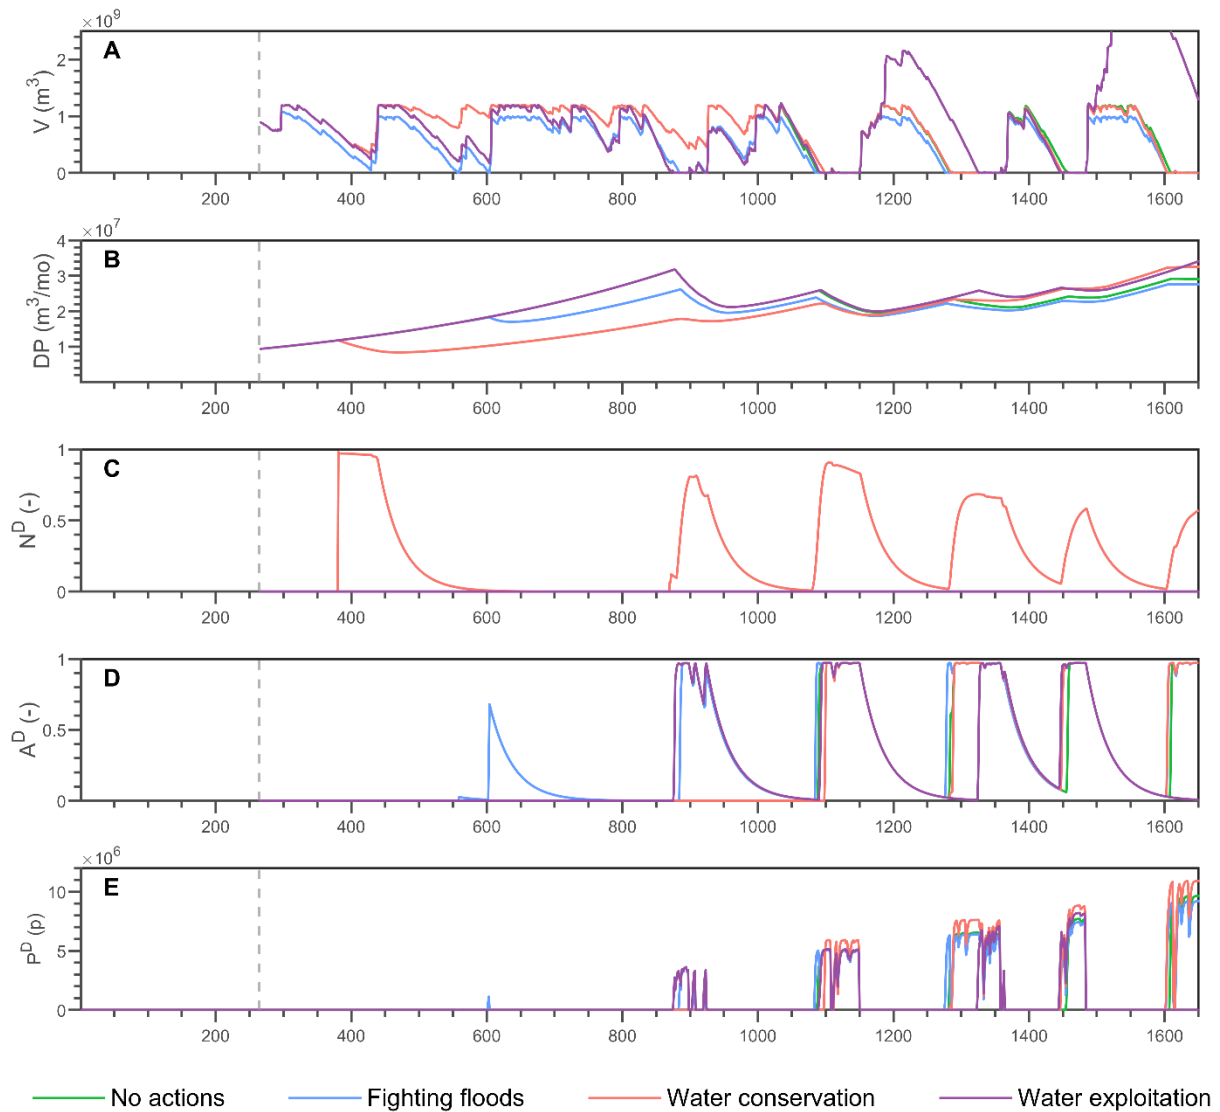 ×10⁹
A
V (m³)
2
1
0
200 400 600 800 1000 1200 1400 1600
×10⁷
4
B
DP (m³/mo)
3
2
1
200 400 600 800 1000 1200 1400 1600
1
C
Nᴰ (-)
0.5
0
200 400 600 800 1000 1200 1400 1600
1
D
Aᴰ (-)
0.5
0
200 400 600 800 1000 1200 1400 1600
×10⁶
E
10
Pᴰ (p)
5
0
200 400 600 800 1000 1200 1400 1600
No actions Fighting floods Water conservation Water exploitation